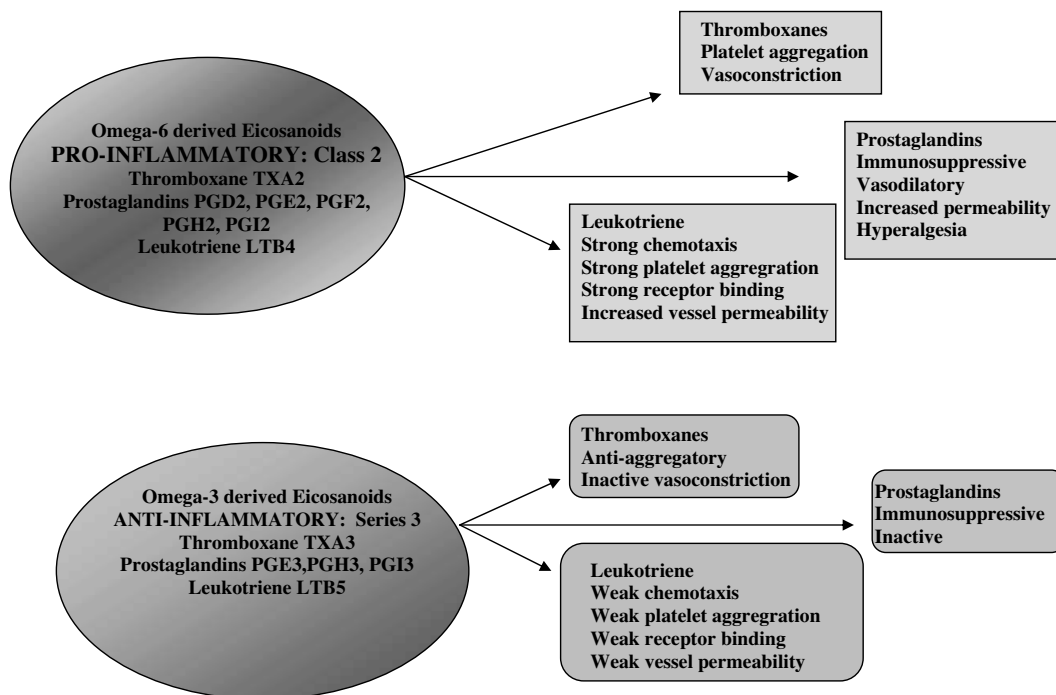 Omega-6 derived Eicosanoids
PRO-INFLAMMATORY: Class 2
Thromboxane TXA2
Prostaglandins PGD2, PGE2, PGF2,
PGH2, PGI2
Leukotriene LTB4
Thromboxanes
Platelet aggregation
Vasoconstriction
Prostaglandins
Immunosuppressive
Vasodilatory
Increased permeability
Hyperalgesia
Leukotriene
Strong chemotaxis
Strong platelet aggregration
Strong receptor binding
Increased vessel permeability
Omega-3 derived Eicosanoids
ANTI-INFLAMMATORY: Series 3
Thromboxane TXA3
Prostaglandins PGE3,PGH3, PGI3
Leukotriene LTB5
Thromboxanes
Anti-aggregatory
Inactive vasoconstriction
Prostaglandins
Immunosuppressive
Inactive
Leukotriene
Weak chemotaxis
Weak platelet aggregration
Weak receptor binding
Weak vessel permeability